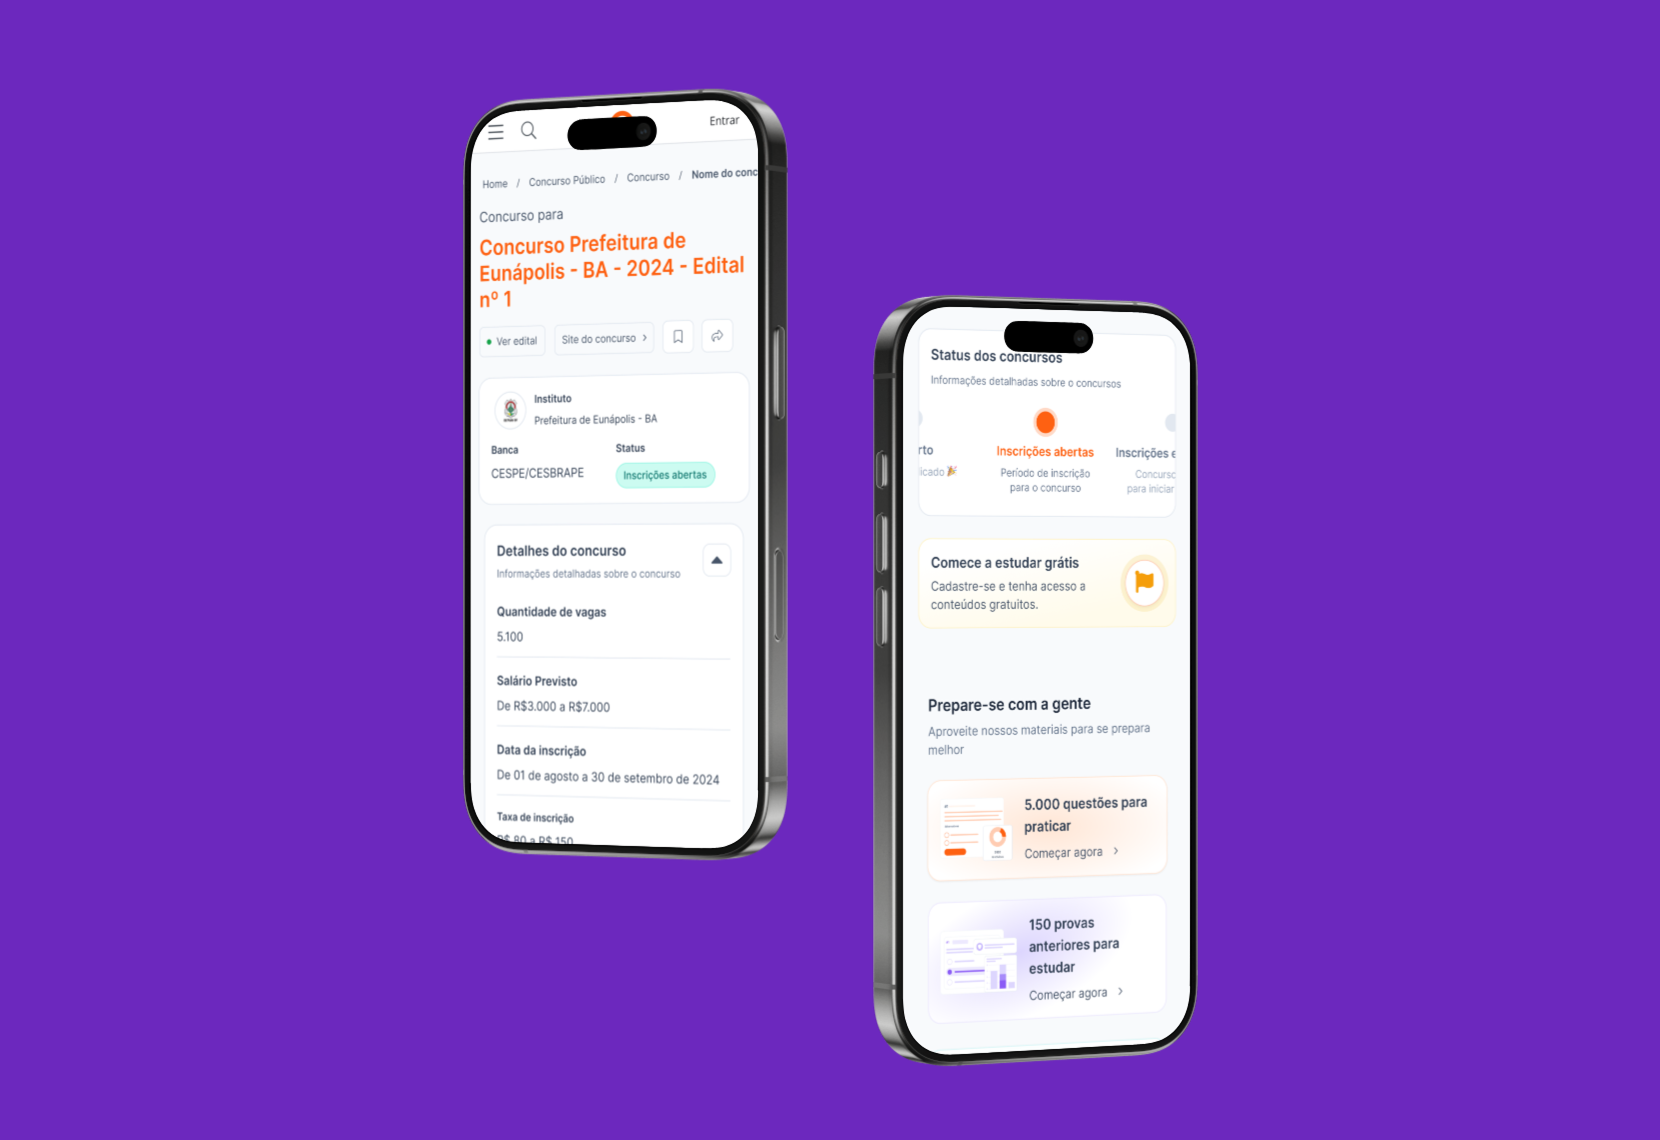 Entrar
Home / Concurso Público / Concurso / Nome do conc
Concurso para
Concurso Prefeitura de
Eunápolis - BA - 2024 - Edital
nº 1
Ver edital
Site do concurso
Instituto
Prefeitura de Eunápolis - BA
Banca
Status
CESPE/CESBRAPE
Inscrições abertas
Detalhes do concurso
Informações detalhadas sobre o concurso
Quantidade de vagas
5.100
Salário Previsto
De R$3.000 a R$7.000
Data da inscrição
De 01 de agosto a 30 de setembro de 2024
Taxa de inscrição
R$ 80 a R$ 150
Status dos concursos
Informações detalhadas sobre o concursos
rto
Inscrições abertas
Inscrições e
icado 🎉
Período de inscrição
para o concurso
Concurso
para iniciar
Comece a estudar grátis
Cadastre-se e tenha acesso a
conteúdos gratuitos.
Prepare-se com a gente
Aproveite nossos materiais para se prepara
melhor
5.000 questões para
praticar
Começar agora
150 provas
anteriores para
estudar
Começar agora